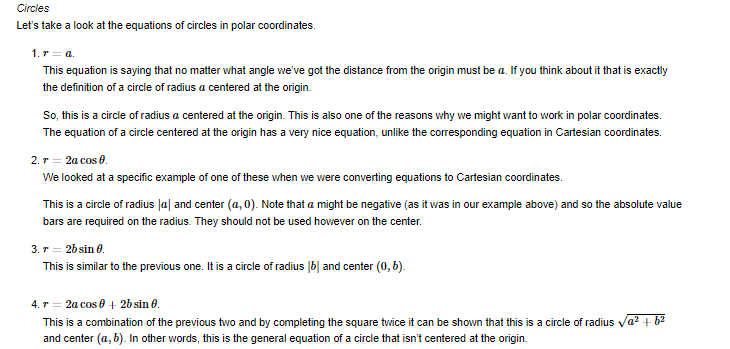 Circles
Let's take a look at the equations of circles in polar coordinates.
1. r = a.
This equation is saying that no matter what angle we've got the distance from the origin must be a. If you think about it that is exactly
the definition of a circle of radius a centered at the origin.
So, this is a circle of radius a centered at the origin. This is also one of the reasons why we might want to work in polar coordinates.
The equation of a circle centered at the origin has a very nice equation, unlike the corresponding equation in Cartesian coordinates.
2. r = 2a cos θ.
We looked at a specific example of one of these when we were converting equations to Cartesian coordinates.
This is a circle of radius |a| and center (a, 0). Note that a might be negative (as it was in our example above) and so the absolute value
bars are required on the radius. They should not be used however on the center.
3. r = 2b sin θ.
This is similar to the previous one. It is a circle of radius |b| and center (0, b).
4. r = 2a cos θ + 2b sin θ.
This is a combination of the previous two and by completing the square twice it can be shown that this is a circle of radius √(a² + b²)
and center (a, b). In other words, this is the general equation of a circle that isn't centered at the origin.